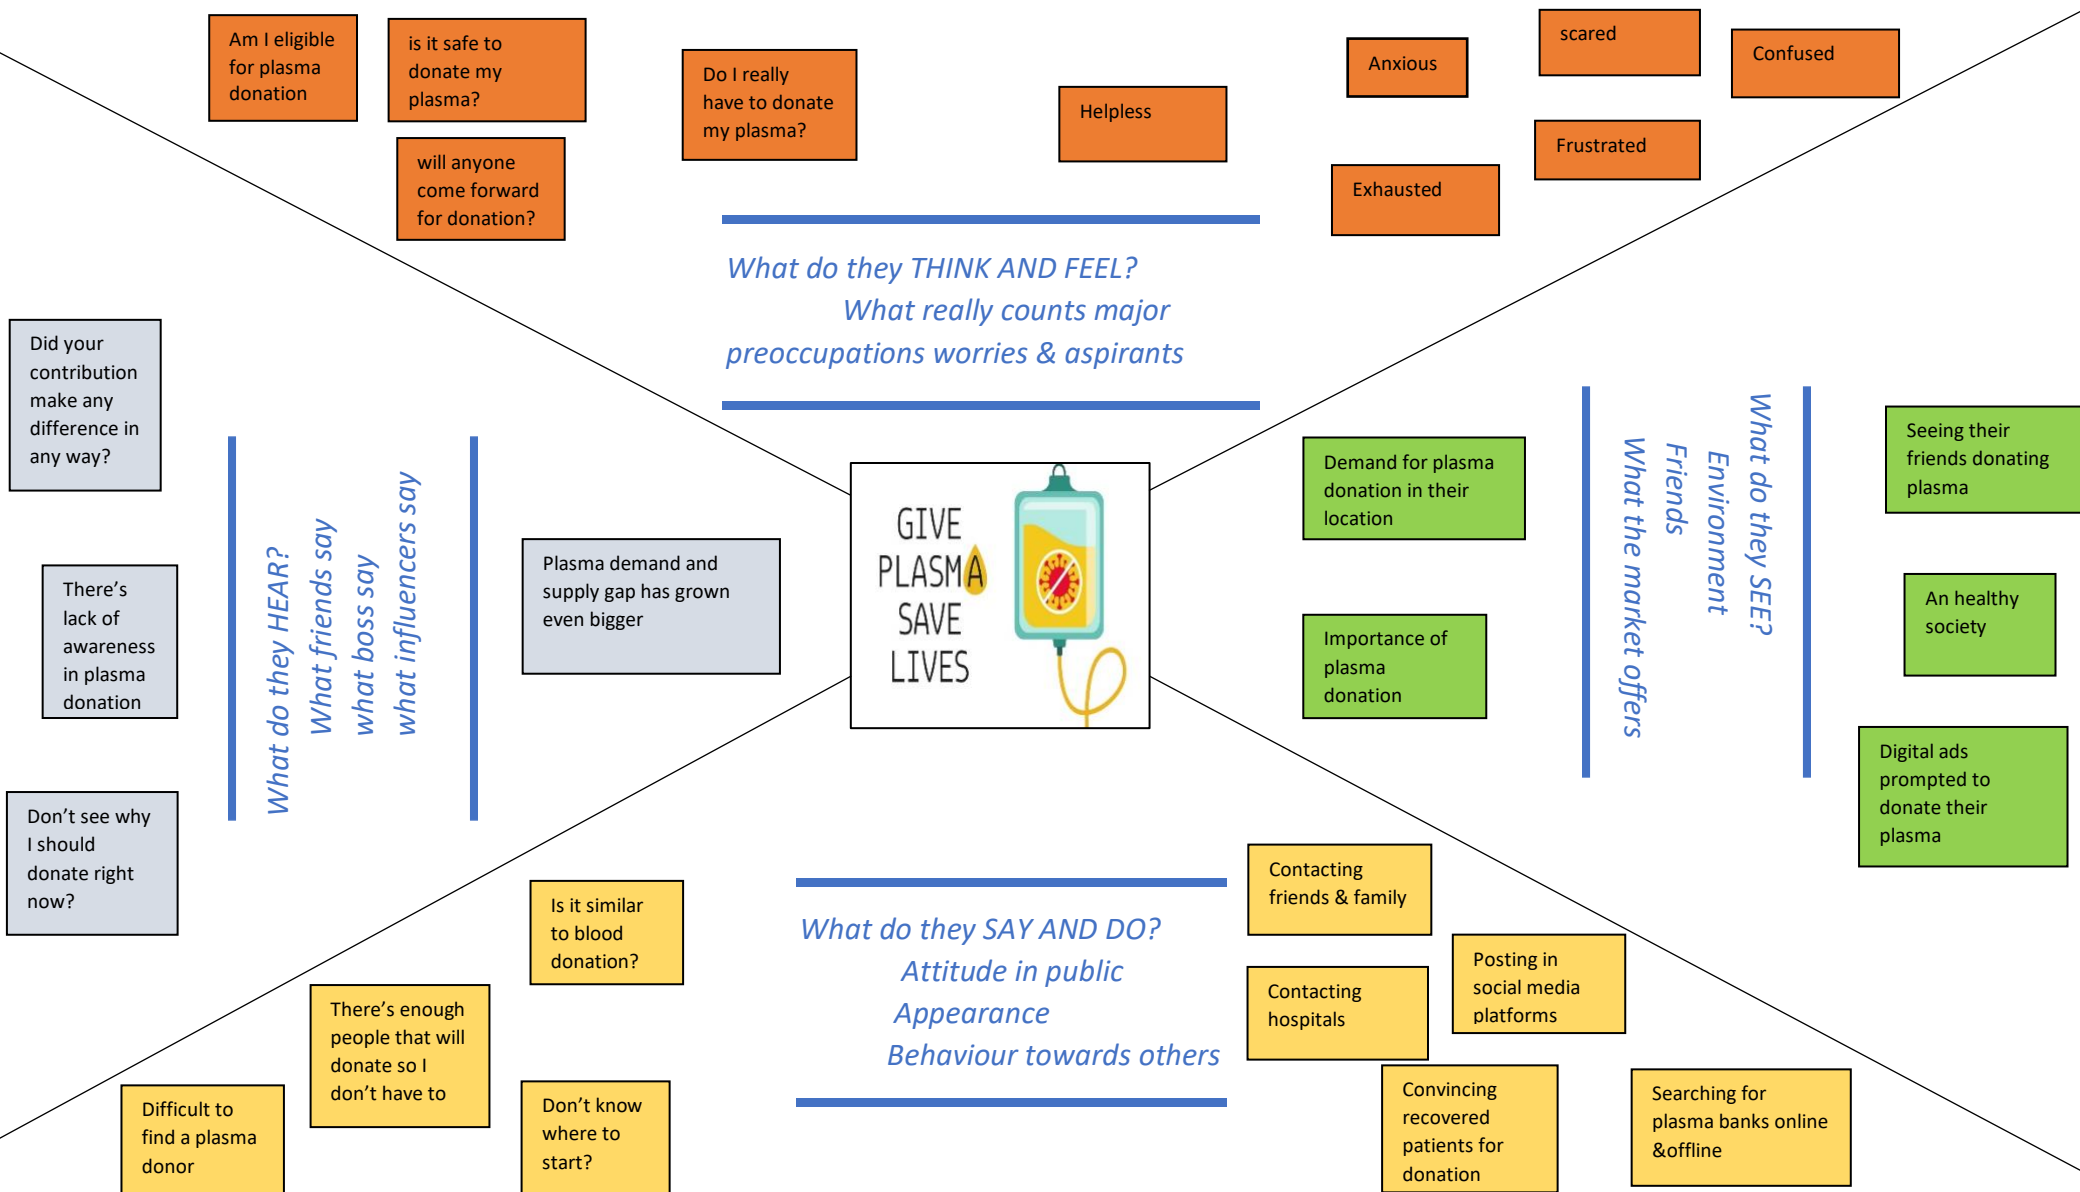 Am I eligible
for plasma
donation
is it safe to
donate my
plasma?
will anyone
come forward
for donation?
Do I really
have to donate
my plasma?
Helpless
Anxious
scared
Confused
Frustrated
Exhausted
What do they THINK AND FEEL?
What really counts major
preoccupations worries & aspirants
Did your
contribution
make any
difference in
any way?
There’s
lack of
awareness
in plasma
donation
Don’t see why
I should
donate right
now?
What do they HEAR?
What friends say
what boss say
what influencers say
Plasma demand and
supply gap has grown
even bigger
GIVE
PLASMA
SAVE
LIVES
Demand for plasma
donation in their
location
Importance of
plasma
donation
What do they SEE?
Environment
Friends
What the market offers
Seeing their
friends donating
plasma
An healthy
society
Digital ads
prompted to
donate their
plasma
Is it similar
to blood
donation?
There’s enough
people that will
donate so I
don’t have to
Difficult to
find a plasma
donor
Don’t know
where to
start?
What do they SAY AND DO?
Attitude in public
Appearance
Behaviour towards others
Contacting
friends & family
Contacting
hospitals
Posting in
social media
platforms
Convincing
recovered
patients for
donation
Searching for
plasma banks online
&offline